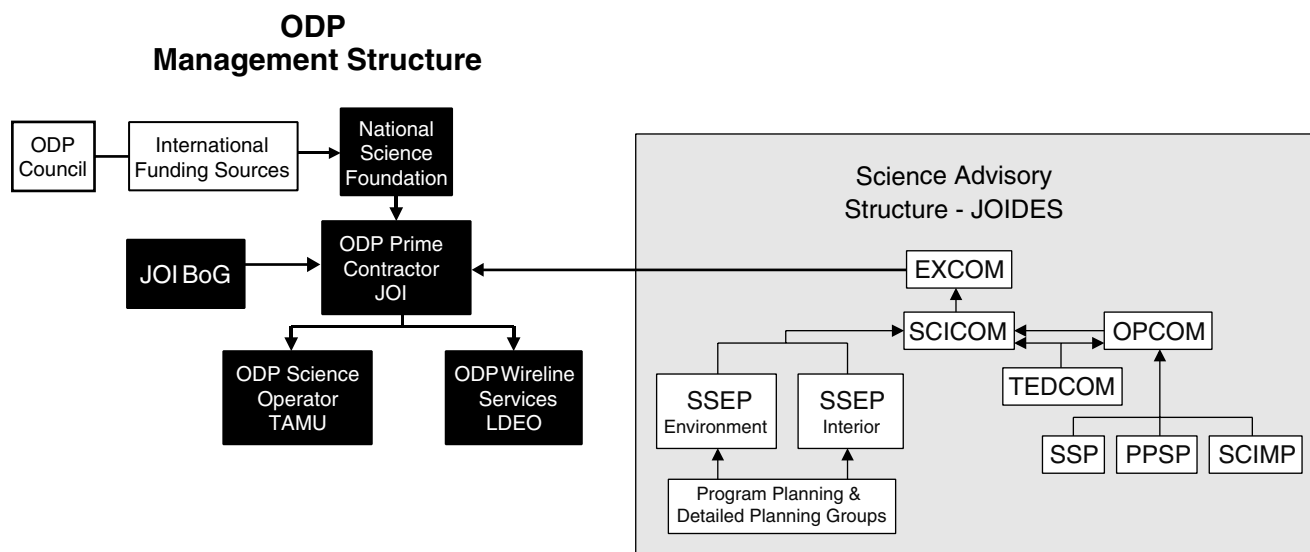 ODP
Management Structure
ODP
Council
International
Funding Sources
National
Science
Foundation
JOI BoG
ODP Prime
Contractor
JOI
ODP Science
Operator
TAMU
ODP Wireline
Services
LDEO
Science Advisory
Structure - JOIDES
EXCOM
SCICOM
OPCOM
TEDCOM
SSEP
Environment
SSEP
Interior
SSP
PPSP
SCIMP
Program Planning &
Detailed Planning Groups